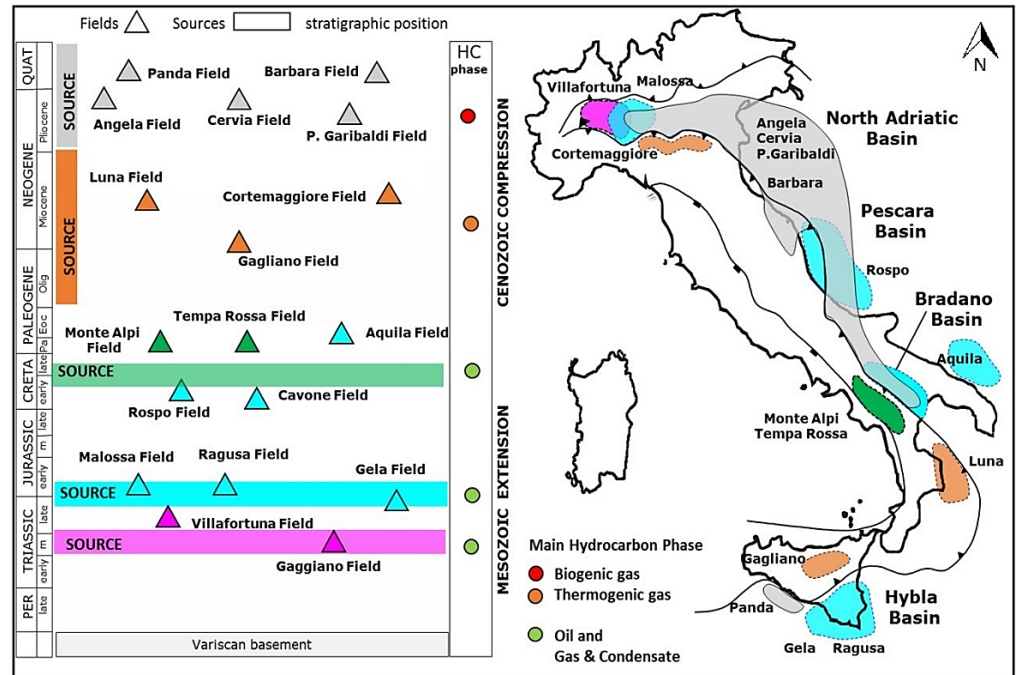 Fields
Sources
stratigraphic position
HC
phase
QUAT
NEOGENE
PALEOGENE
CRETA
JURASSIC
TRIASSIC
PER
Pliocene
Miocene
Olig
Eoc
Pa
late
early
late
m
early
late
m
early
late
SOURCE
Panda Field
Barbara Field
Angela Field
Cervia Field
P. Garibaldi Field
SOURCE
Luna Field
Cortemaggiore Field
Gagliano Field
Tempa Rossa Field
Monte Alpi
Field
Aquila Field
SOURCE
Rospo Field
Cavone Field
Malossa Field
Ragusa Field
Gela Field
SOURCE
Villafortuna Field
SOURCE
Gaggiano Field
Variscan basement
CENOZOIC COMPRESSION
MESOZOIC EXTENSION
N
Villafortuna
Malossa
Cortemaggiore
Angela
Cervia
P.Garibaldi
Barbara
North Adriatic
Basin
Pescara
Basin
Rospo
Bradano
Basin
Aquila
Monte Alpi
Tempa Rossa
Luna
Gagliano
Panda
Hybla
Basin
Gela
Ragusa
Main Hydrocarbon Phase
Biogenic gas
Thermogenic gas
Oil and
Gas & Condensate